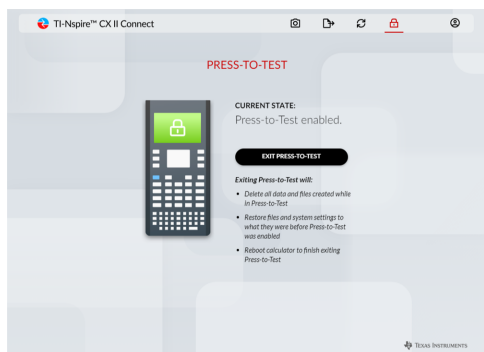 TI-Nspire™ CX II Connect
PRESS-TO-TEST
CURRENT STATE:
Press-to-Test enabled.
EXIT PRESS-TO-TEST
Exiting Press-to-Test will:
• Delete all data and files created while
in Press-to-Test
• Restore files and system settings to
what they were before Press-to-Test
was enabled
• Reboot calculator to finish exiting
Press-to-Test
TEXAS INSTRUMENTS